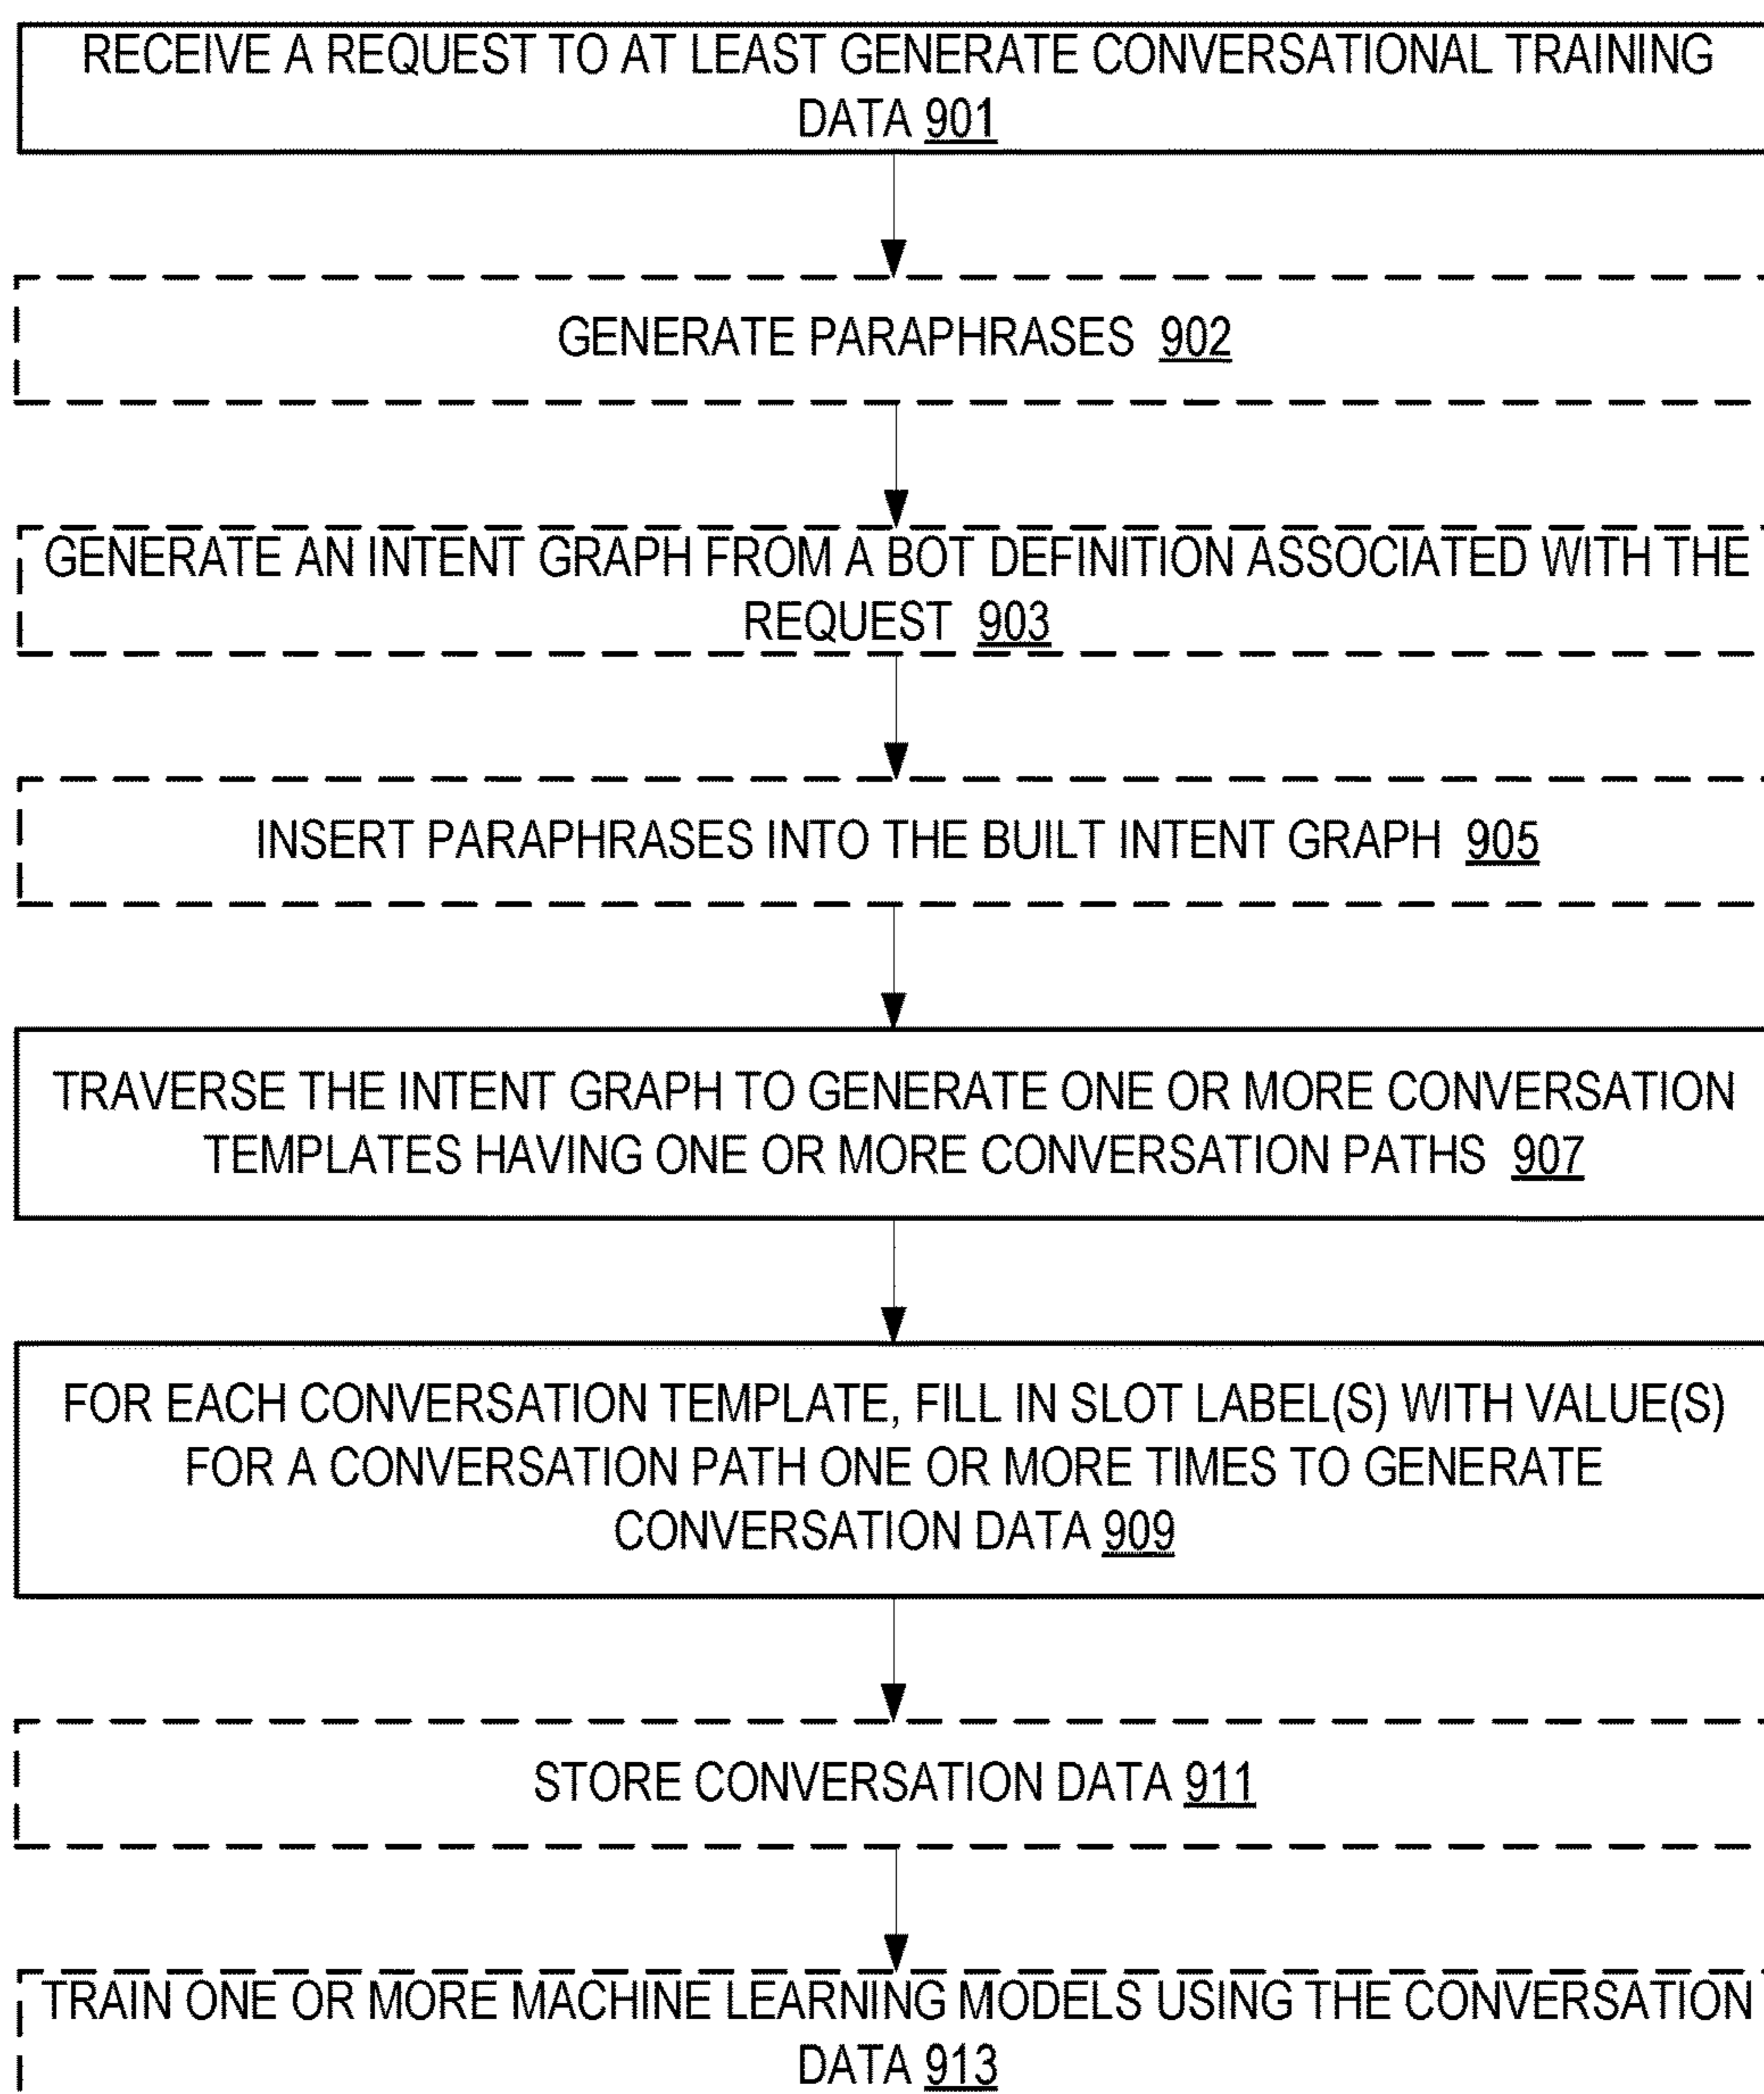 RECEIVE A REQUEST TO AT LEAST GENERATE CONVERSATIONAL TRAINING
DATA 901
GENERATE PARAPHRASES 902
GENERATE AN INTENT GRAPH FROM A BOT DEFINITION ASSOCIATED WITH THE
REQUEST 903
INSERT PARAPHRASES INTO THE BUILT INTENT GRAPH 905
TRAVERSE THE INTENT GRAPH TO GENERATE ONE OR MORE CONVERSATION
TEMPLATES HAVING ONE OR MORE CONVERSATION PATHS 907
FOR EACH CONVERSATION TEMPLATE, FILL IN SLOT LABEL(S) WITH VALUE(S)
FOR A CONVERSATION PATH ONE OR MORE TIMES TO GENERATE
CONVERSATION DATA 909
STORE CONVERSATION DATA 911
TRAIN ONE OR MORE MACHINE LEARNING MODELS USING THE CONVERSATION
DATA 913